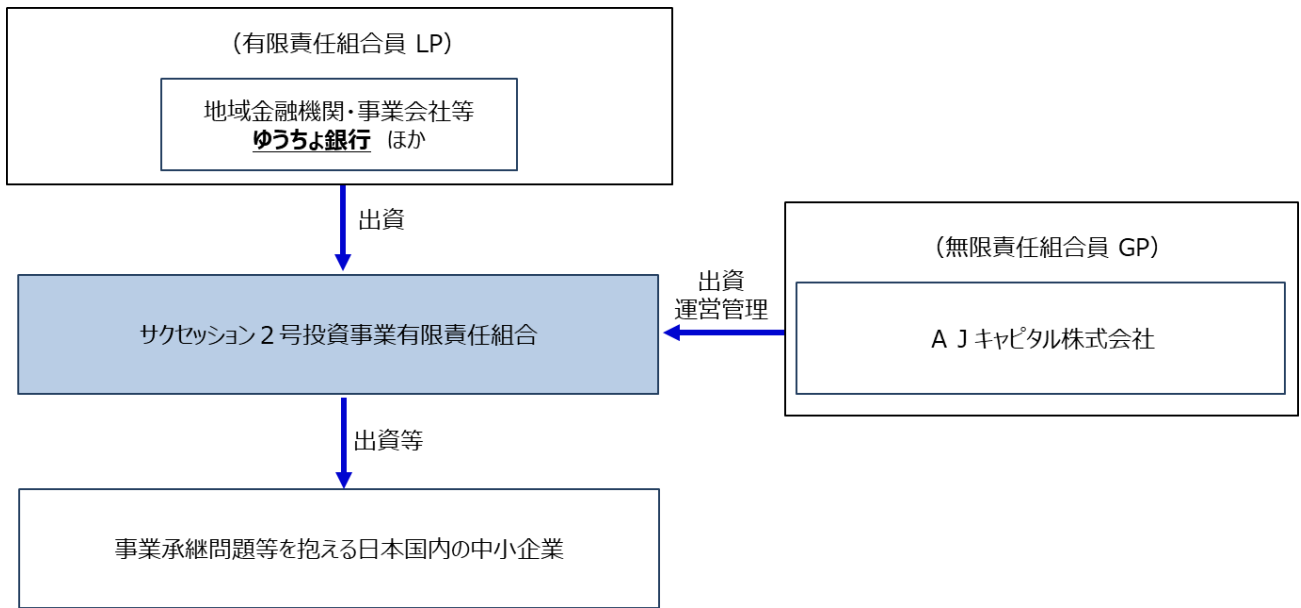 （有限責任組合員 LP）
地域金融機関・事業会社等
ゆうちょ銀行 ほか
出資
（無限責任組合員 GP）
出資
運営管理
サクセッション２号投資事業有限責任組合
ＡＪキャピタル株式会社
出資等
事業承継問題等を抱える日本国内の中小企業